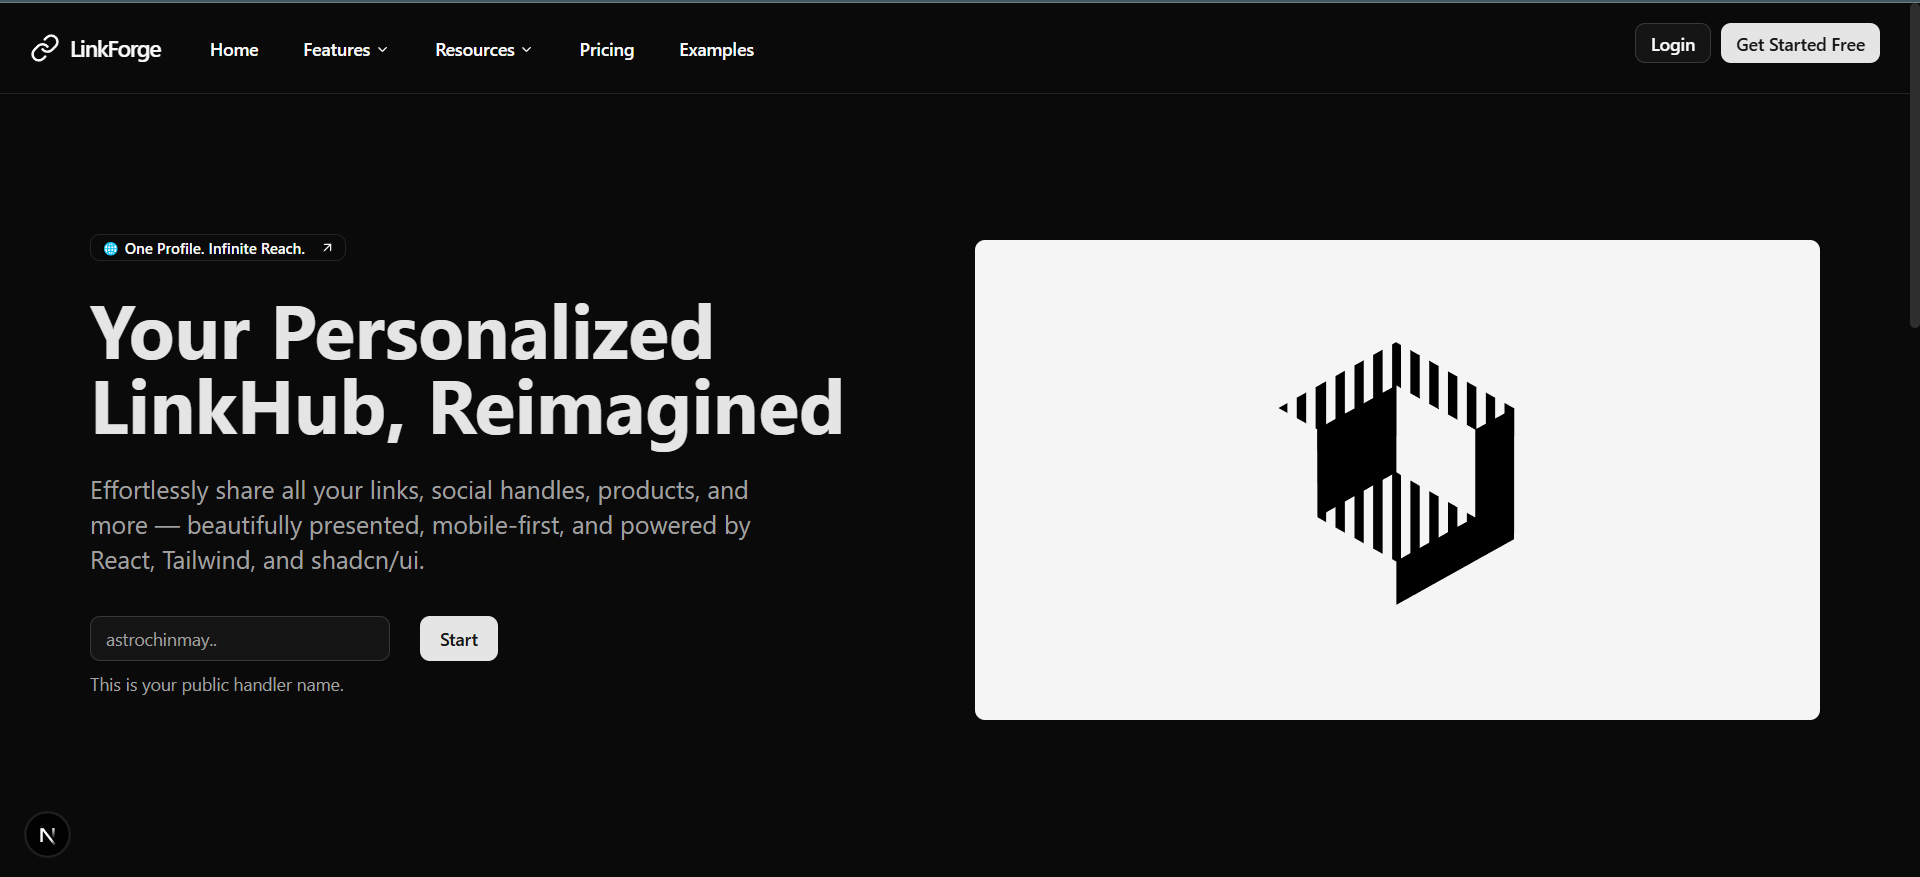 LinkForge
Home
Features
Resources
Pricing
Examples
Login
Get Started Free
One Profile. Infinite Reach.
Your Personalized
LinkHub, Reimagined
Effortlessly share all your links, social handles, products, and
more — beautifully presented, mobile-first, and powered by
React, Tailwind, and shadcn/ui.
astrochinmay..
Start
This is your public handler name.
N